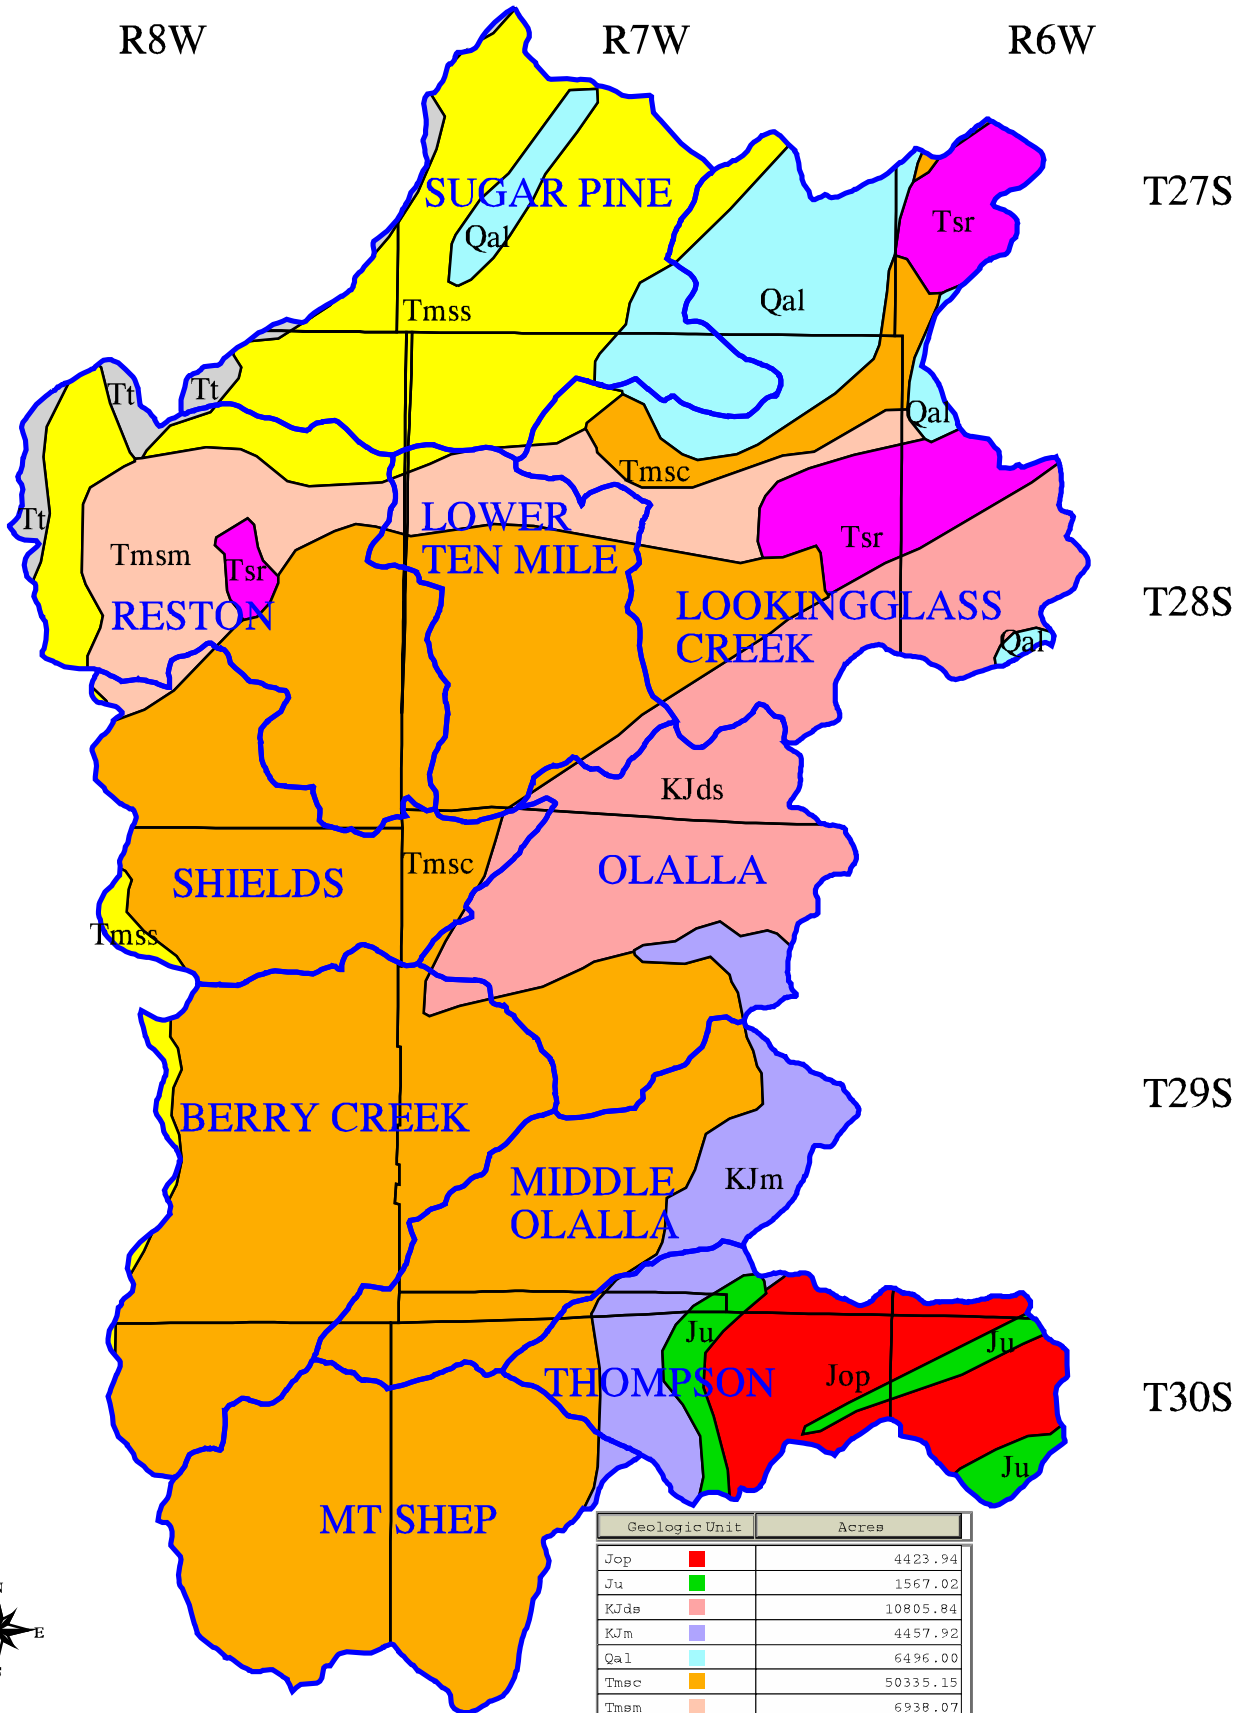 R8W R7W R6W
T27S
SUGAR PINE
Tsr
Qal
Qal
Tmss
Tt
Tt
Qal
Tmsc
Tt
LOWER
TEN MILE
Tsr
Tmsm
Tsr
RESTON
LOOKINGGLASS
CREEK
T28S
Qal
KJds
Tmsc
SHIELDS
OLALLA
Tmss
T29S
BERRY CREEK
KJm
MIDDLE
OLALLA
Ju
Ju
THOMPSON
Jop
T30S
Ju
MT SHEP
Geologic Unit Acres
Jop 4423.94
Ju 1567.02
KJds 10805.84
KJm 4457.92
Qal 6496.00
Tmsc 50335.15
Tmsm 6938.07
E